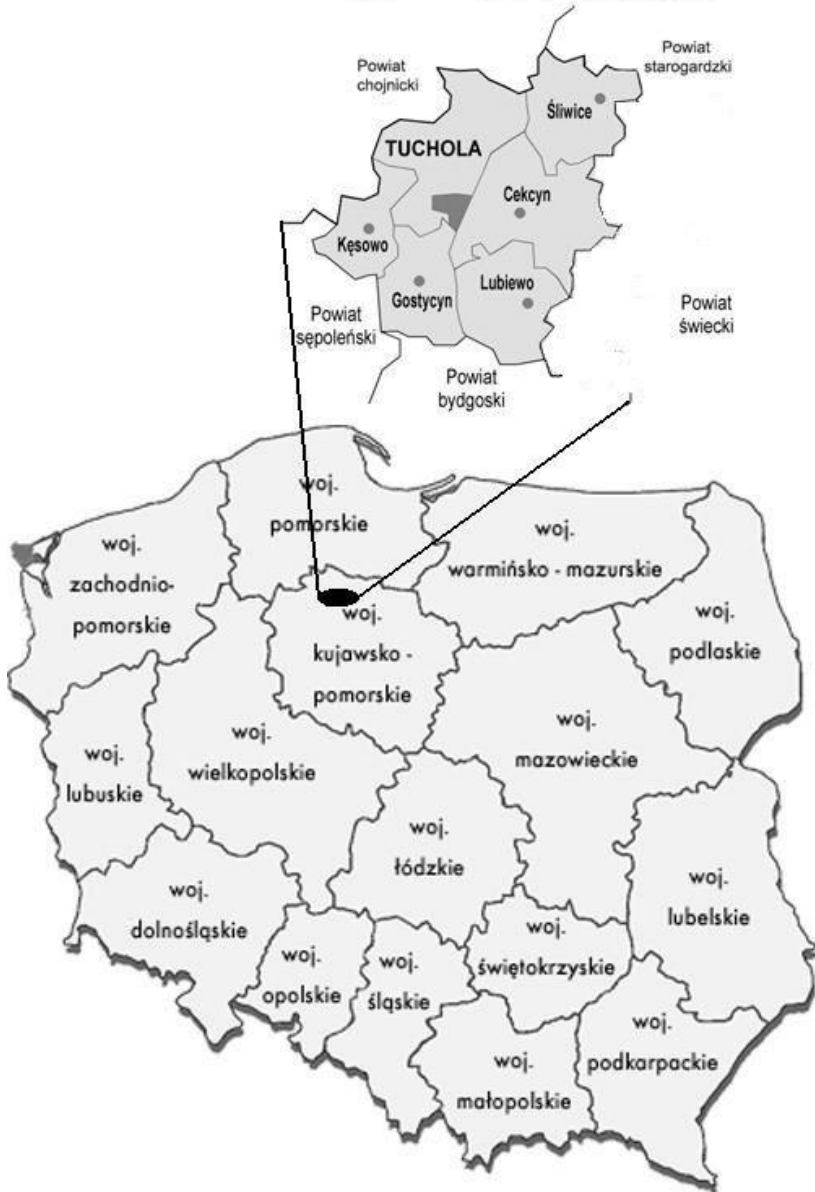 Powiat
chojnicki
Powiat
starogardzki
Śliwice
TUCHOLA
Cekcyn
Kęsowo
Gostycyn
Lubiewo
Powiat
sępoleński
Powiat
świecki
Powiat
bydgoski
woj.
pomorskie
woj.
zachodnio-
pomorskie
woj.
warmińsko - mazurskie
woj.
podlaskie
woj.
kujawsko -
pomorskie
woj.
lubuskie
woj.
wielkopolskie
woj.
mazowieckie
woj.
łódzkie
woj.
dolnośląskie
woj.
lubelskie
woj.
opolskie
woj.
śląskie
woj.
świętokrzyskie
woj.
małopolskie
woj.
podkarpackie